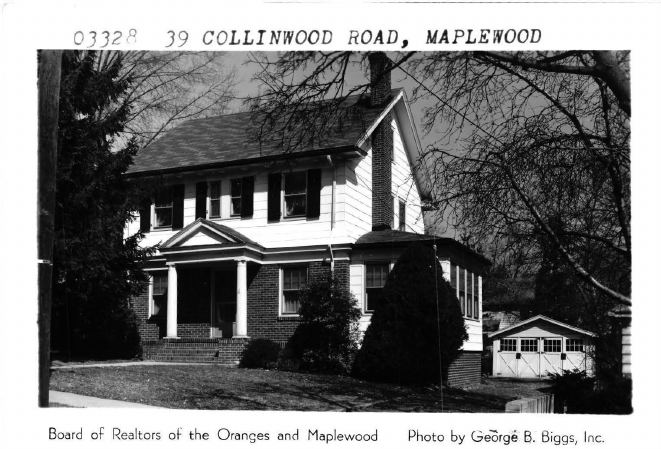 03328 39 COLLINWOOD ROAD, MAPLEWOOD
Board of Realtors of the Oranges and Maplewood Photo by George B. Biggs, Inc.